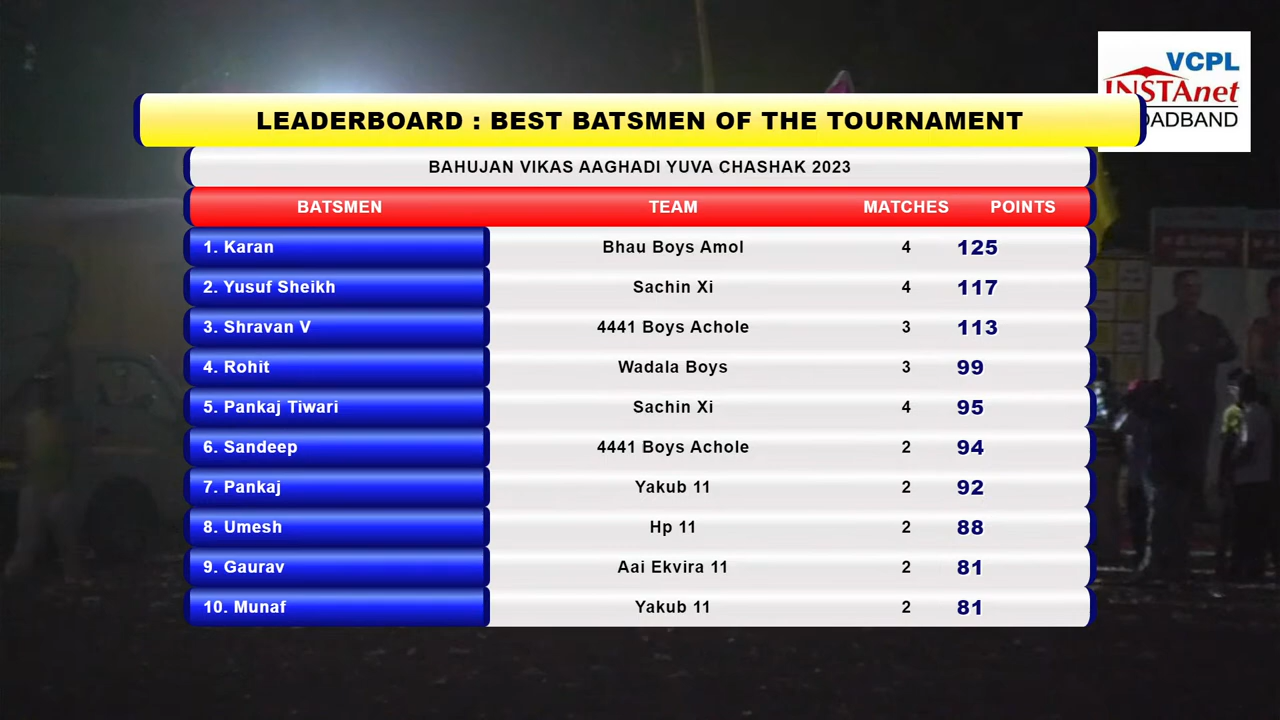 VCPL
INSTAnet
ADBAND
LEADERBOARD : BEST BATSMEN OF THE TOURNAMENT
BAHUJAN VIKAS AAGHADI YUVA CHASHAK 2023
BATSMEN TEAM MATCHES POINTS
1. Karan Bhau Boys Amol 4 125
2. Yusuf Sheikh Sachin Xi 4 117
3. Shravan V 4441 Boys Achole 3 113
4. Rohit Wadala Boys 3 99
5. Pankaj Tiwari Sachin Xi 4 95
6. Sandeep 4441 Boys Achole 2 94
7. Pankaj Yakub 11 2 92
8. Umesh Hp 11 2 88
9. Gaurav Aai Ekvira 11 2 81
10. Munaf Yakub 11 2 81